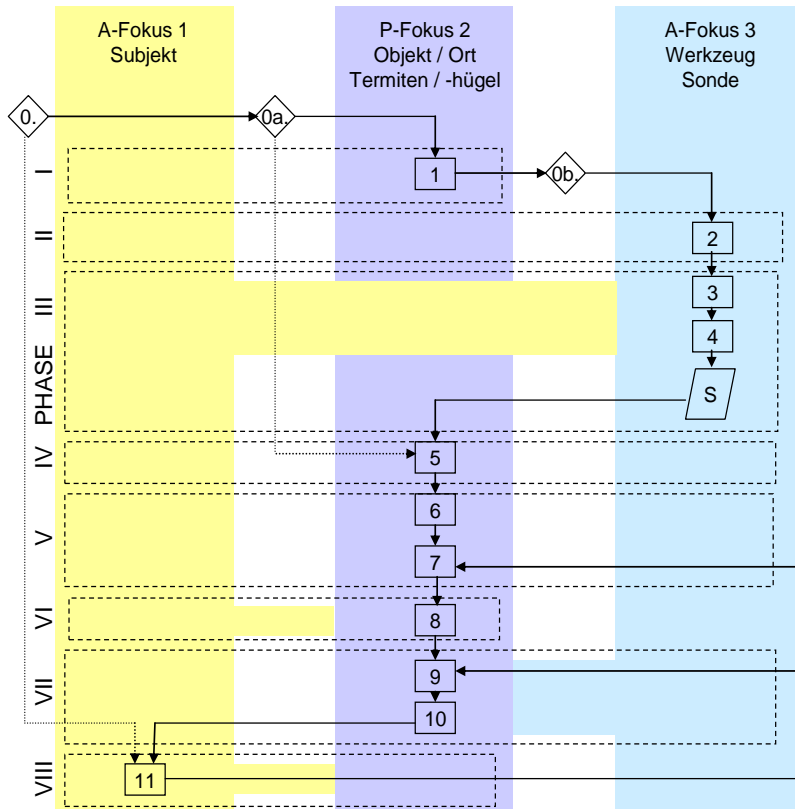 A-Fokus 1
Subjekt
P-Fokus 2
Objekt / Ort
Termiten / -hügel
A-Fokus 3
Werkzeug
Sonde
0.
0a.
I
1
0b.
II
2
III
3
4
PHASE
S
IV
5
6
V
7
VI
8
VII
9
10
VIII
11